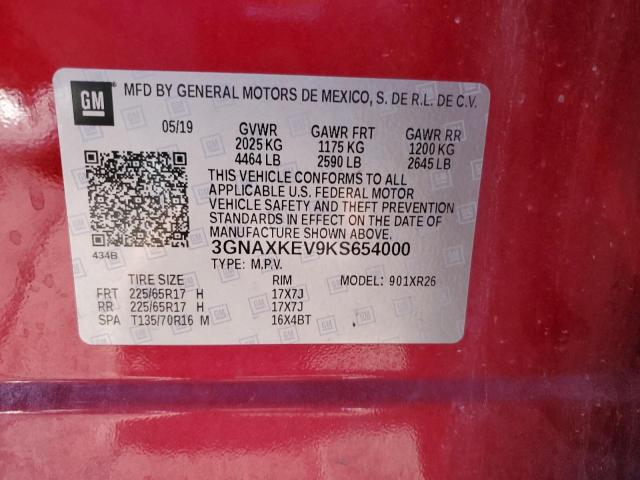 GM
MFD BY GENERAL MOTORS DE MEXICO, S. DE R.L. DE C.V.
05/19 GVWR GAWR FRT GAWR RR
2025 KG 1175 KG 1200 KG
4464 LB 2590 LB 2645 LB
THIS VEHICLE CONFORMS TO ALL
APPLICABLE U.S. FEDERAL MOTOR
VEHICLE SAFETY AND THEFT PREVENTION
STANDARDS IN EFFECT ON THE DATE OF
MANUFACTURE SHOWN ABOVE.
434B 3GNAXKEV9KS654000
TYPE: M.P.V.
TIRE SIZE RIM MODEL: 901XR26
FRT 225/65R17 H 17X7J
RR 225/65R17 H 17X7J
SPA T135/70R16 M 16X4BT